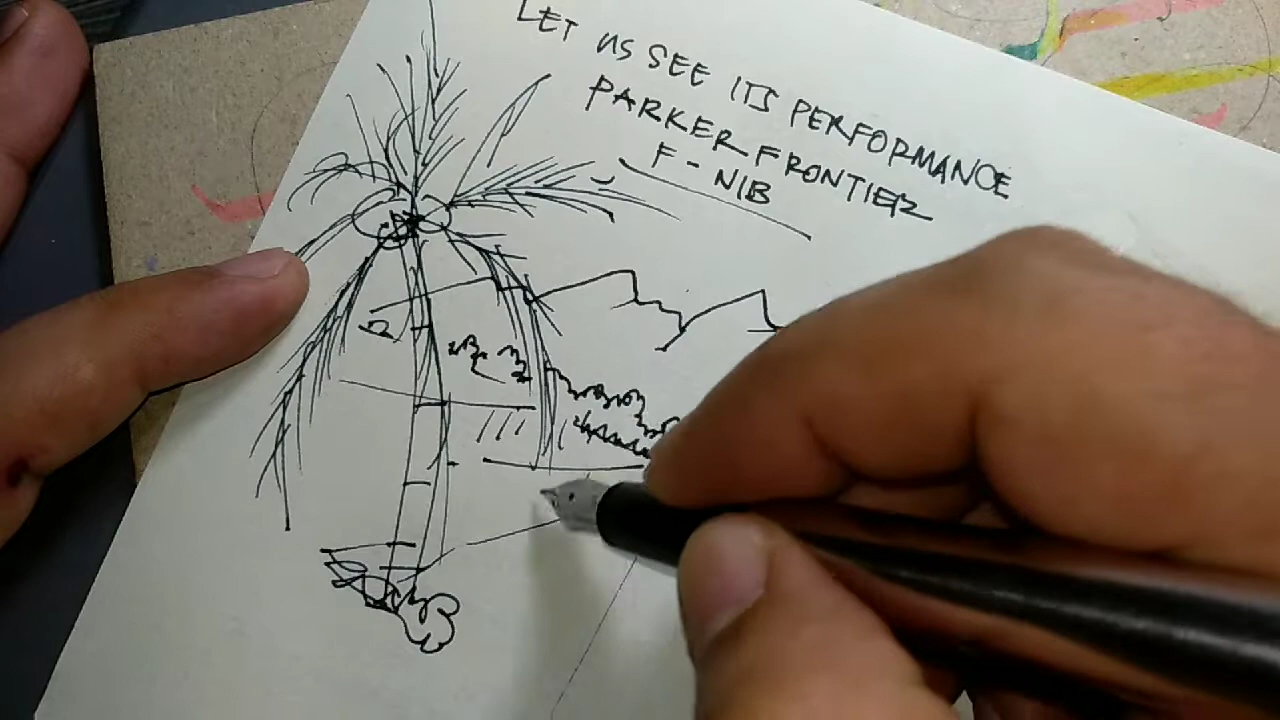 LET US SEE ITS PERFORMANCE
PARKER FRONTIER
F - NIB